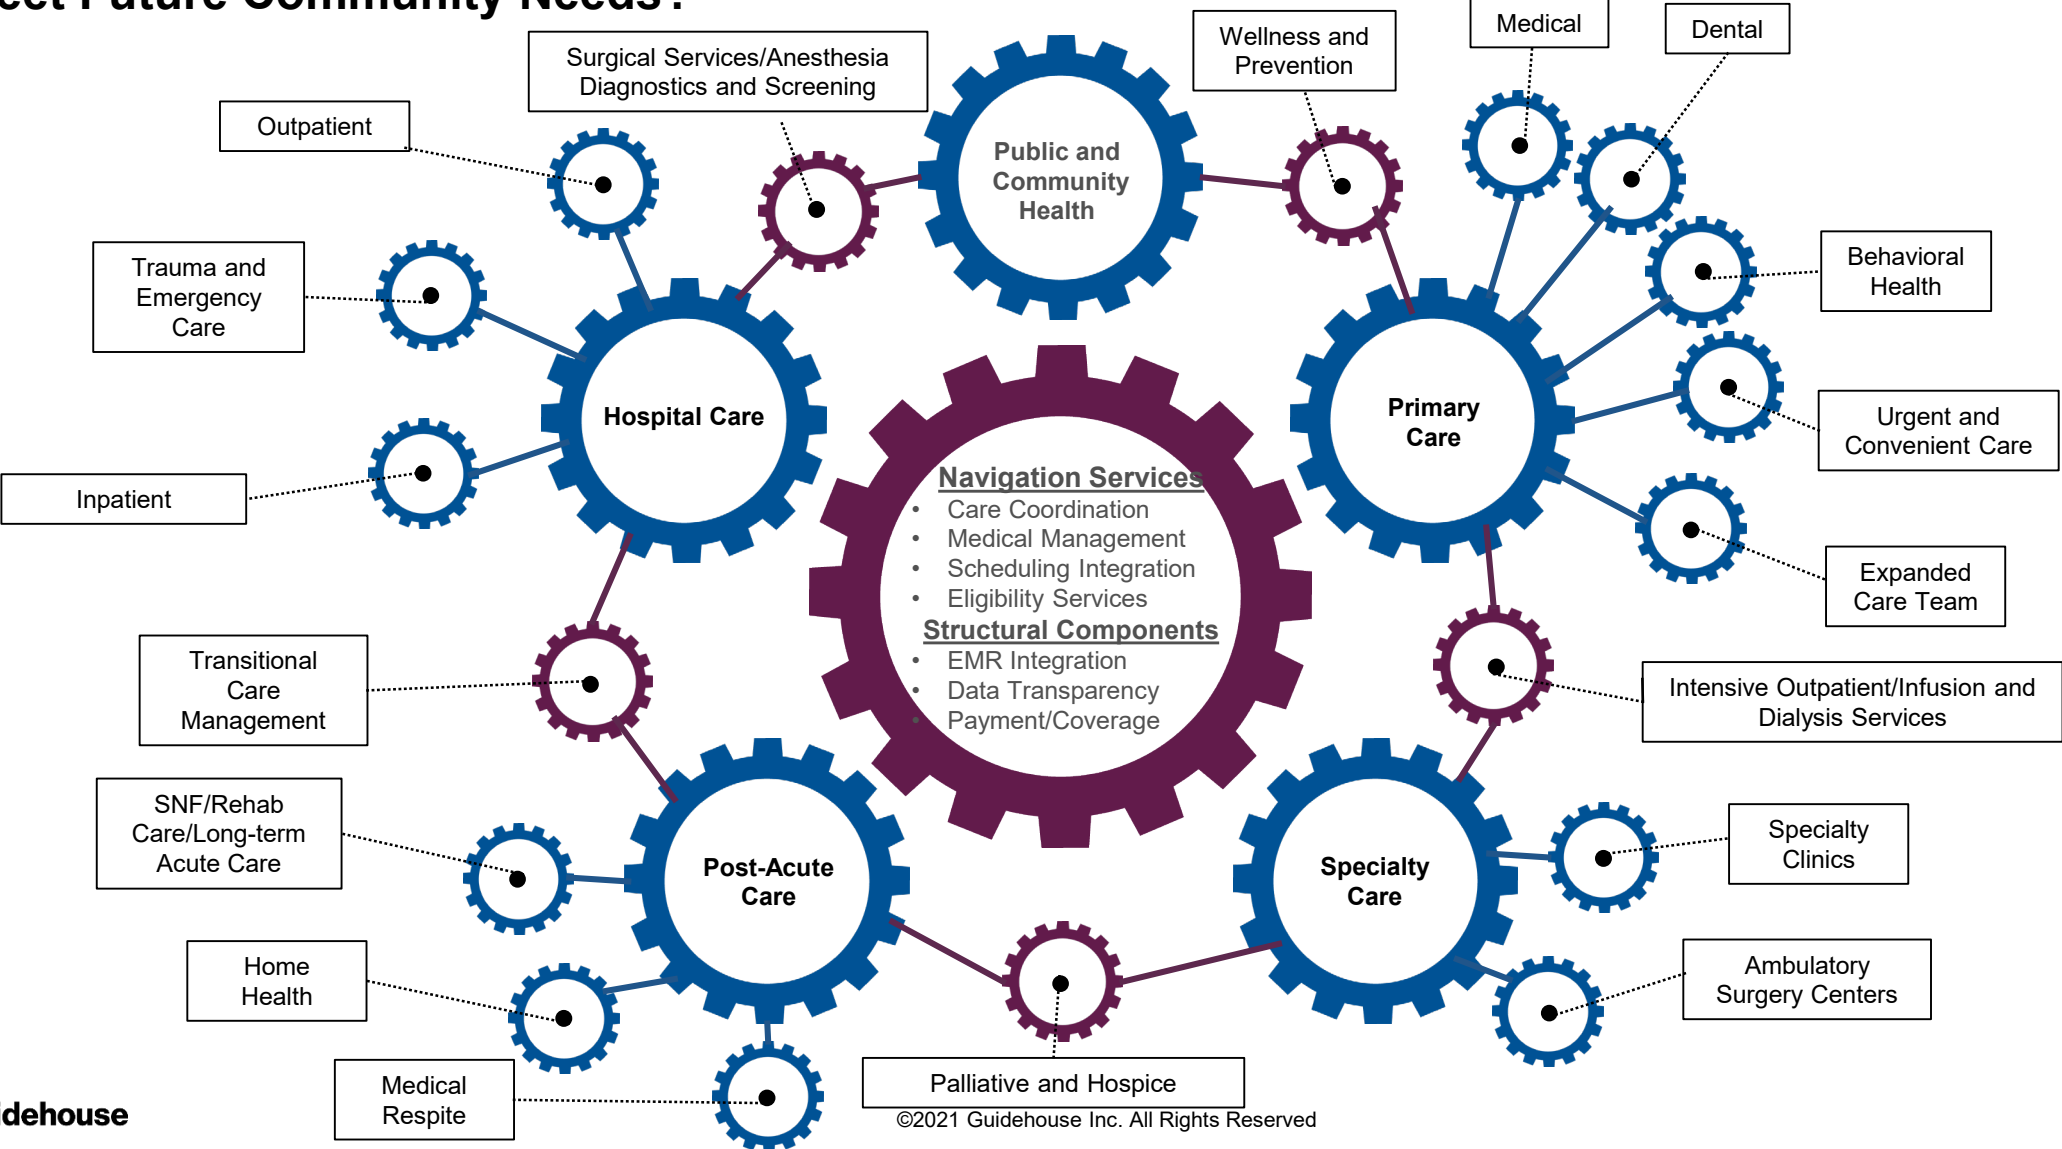 Future Community Needs?
Surgical Services/Anesthesia
Diagnostics and Screening
Wellness and
Prevention
Medical
Dental
Outpatient
Public and
Community
Health
Trauma and
Emergency
Care
Behavioral
Health
Hospital Care
Primary
Care
Urgent and
Convenient Care
Inpatient
Navigation Services
• Care Coordination
• Medical Management
• Scheduling Integration
• Eligibility Services
Structural Components
• EMR Integration
• Data Transparency
• Payment/Coverage
Expanded
Care Team
Transitional
Care
Management
Intensive Outpatient/Infusion and
Dialysis Services
SNF/Rehab
Care/Long-term
Acute Care
Post-Acute
Care
Specialty
Care
Specialty
Clinics
Home
Health
Ambulatory
Surgery Centers
Medical
Respite
Palliative and Hospice
idehouse
©2021 Guidehouse Inc. All Rights Reserved